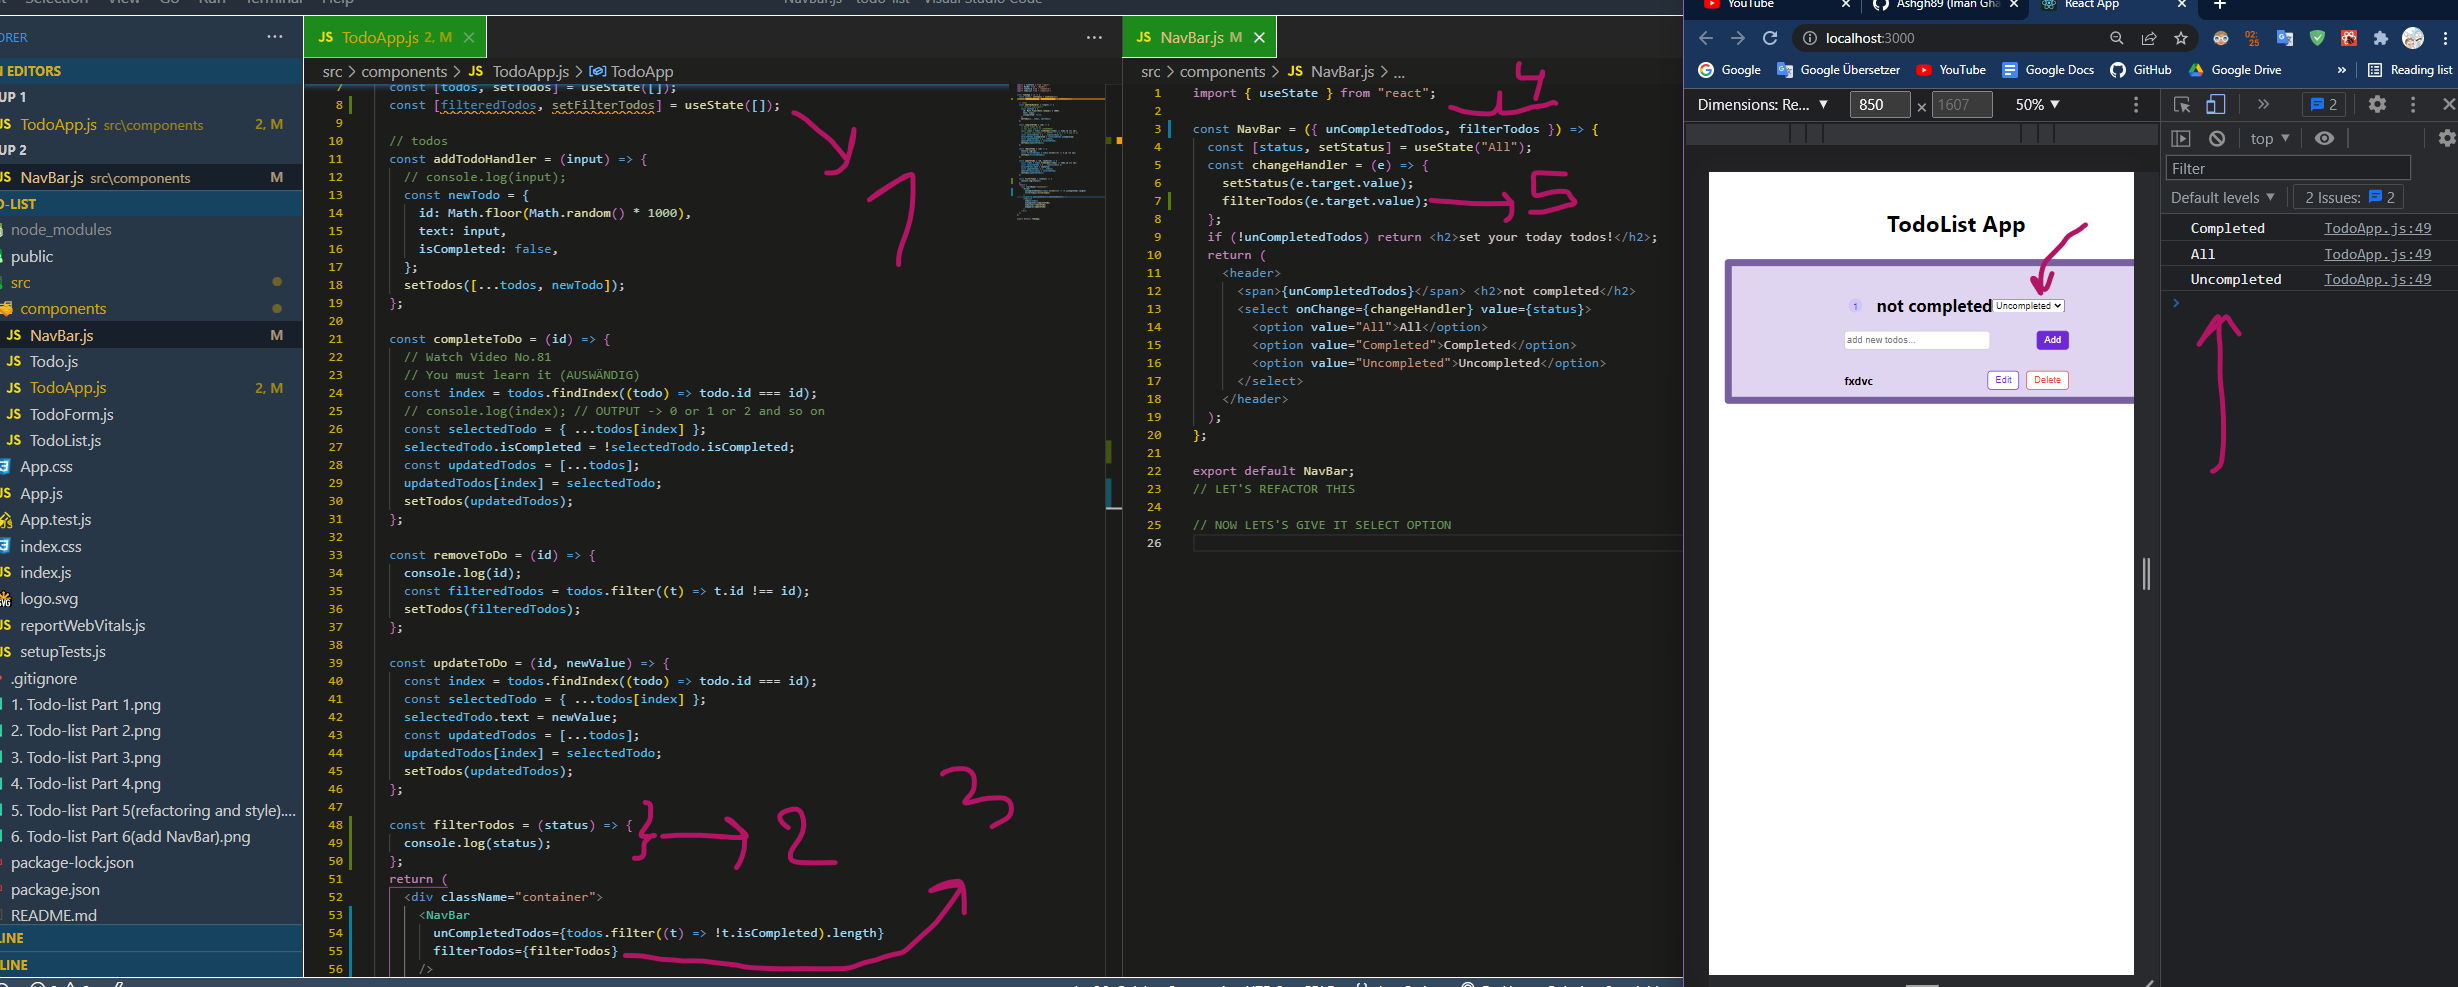 Selection View Go Run Terminal Help
NavBar.js - todo-list - Visual Studio Code
ORER ...
N EDITORS
UP 1
JS TodoApp.js src\components 2, M
UP 2
JS NavBar.js src\components M
O-LIST
node_modules
public
src
components
JS NavBar.js M
JS Todo.js
JS TodoApp.js 2, M
JS TodoForm.js
JS TodoList.js
App.css
JS App.js
App.test.js
index.css
JS index.js
logo.svg
JS reportWebVitals.js
JS setupTests.js
.gitignore
1. Todo-list Part 1.png
2. Todo-list Part 2.png
3. Todo-list Part 3.png
4. Todo-list Part 4.png
5. Todo-list Part 5(refactoring and style)....
6. Todo-list Part 6(add NavBar).png
package-lock.json
package.json
README.md
LINE
LINE
JS TodoApp.js 2, M ×
src > components > JS TodoApp.js > TodoApp
7 const [todos, setTodos] = useState([]);
8 const [filteredTodos, setFilterTodos] = useState([]);
9
10 // todos
11 const addTodoHandler = (input) => {
12 // console.log(input);
13 const newTodo = {
14 id: Math.floor(Math.random() * 1000),
15 text: input,
16 isCompleted: false,
17 };
18 setTodos([...todos, newTodo]);
19 };
20
21 const completeToDo = (id) => {
22 // Watch Video No.81
23 // You must learn it (AUSWÄNDIG)
24 const index = todos.findIndex((todo) => todo.id === id);
25 // console.log(index); // OUTPUT -> 0 or 1 or 2 and so on
26 const selectedTodo = { ...todos[index] };
27 selectedTodo.isCompleted = !selectedTodo.isCompleted;
28 const updatedTodos = [...todos];
29 updatedTodos[index] = selectedTodo;
30 setTodos(updatedTodos);
31 };
32
33 const removeToDo = (id) => {
34 console.log(id);
35 const filteredTodos = todos.filter((t) => t.id !== id);
36 setTodos(filteredTodos);
37 };
38
39 const updateToDo = (id, newValue) => {
40 const index = todos.findIndex((todo) => todo.id === id);
41 const selectedTodo = { ...todos[index] };
42 selectedTodo.text = newValue;
43 const updatedTodos = [...todos];
44 updatedTodos[index] = selectedTodo;
45 setTodos(updatedTodos);
46 };
47
48 const filterTodos = (status) => {
49 console.log(status);
50 };
51 return (
52 <div className="container">
53 <NavBar
54 unCompletedTodos={todos.filter((t) => !t.isCompleted).length}
55 filterTodos={filterTodos}
56 />
1
2
3
JS NavBar.js M ×
src > components > JS NavBar.js > ...
1 import { useState } from "react";
2
3 const NavBar = ({ unCompletedTodos, filterTodos }) => {
4 const [status, setStatus] = useState("All");
5 const changeHandler = (e) => {
6 setStatus(e.target.value);
7 filterTodos(e.target.value);
8 };
9 if (!unCompletedTodos) return <h2>set your today todos!</h2>;
10 return (
11 <header>
12 <span>{unCompletedTodos}</span> <h2>not completed</h2>
13 <select onChange={changeHandler} value={status}>
14 <option value="All">All</option>
15 <option value="Completed">Completed</option>
16 <option value="Uncompleted">Uncompleted</option>
17 </select>
18 </header>
19 );
20 };
21
22 export default NavBar;
23 // LET'S REFACTOR THIS
24
25 // NOW LETS'S GIVE IT SELECT OPTION
26
4
5
YouTube × Ashgh89 (Iman Gha × React App × +
localhost:3000
02:25
Google Google Übersetzer YouTube Google Docs GitHub Google Drive » Reading list
Dimensions: Re... ▼ 850 × 1607 50% ▼
TodoList App
1 not completed Uncompleted
add new todos... Add
fxdvc Edit Delete
» 2
top ▼
Filter
Default levels ▼ 2 Issues: 2
Completed TodoApp.js:49
All TodoApp.js:49
Uncompleted TodoApp.js:49